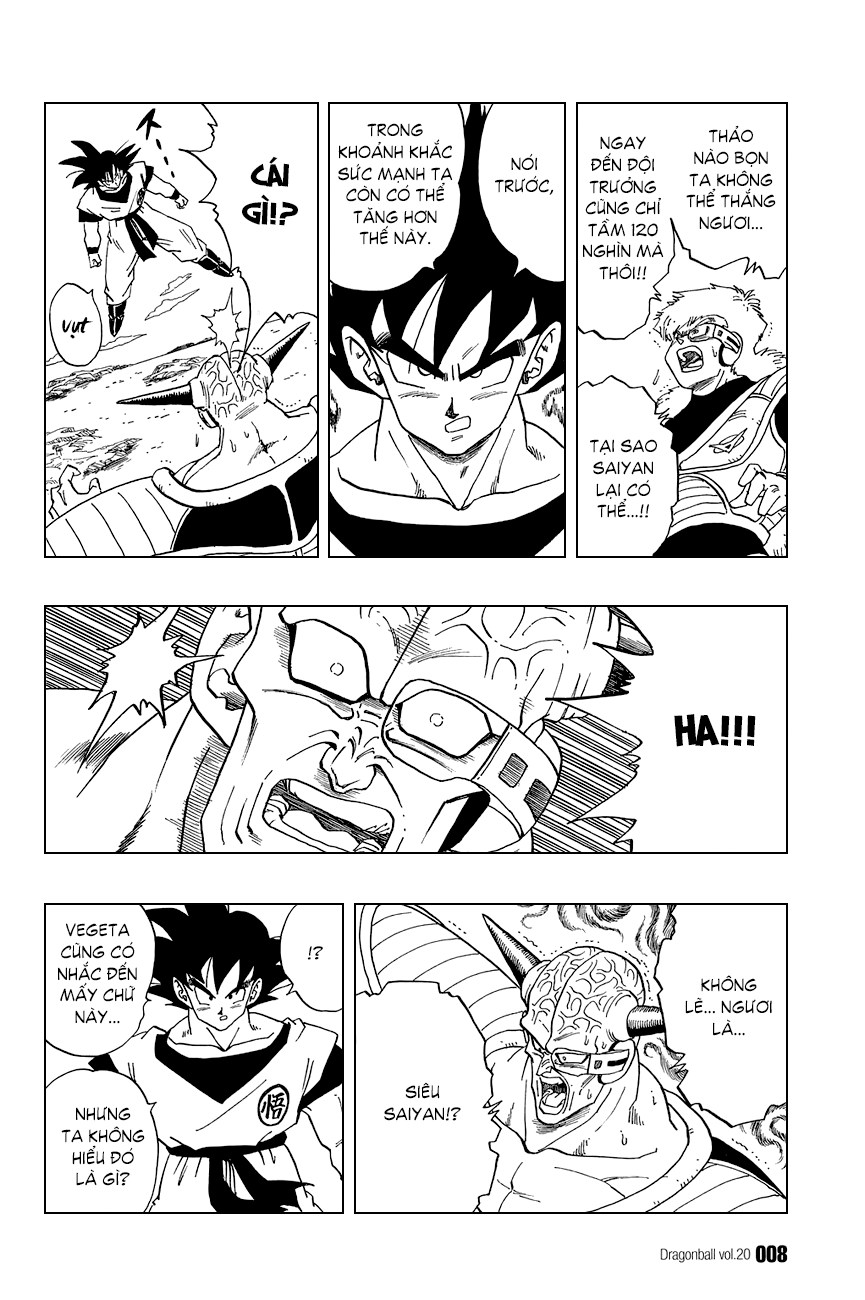 THẢO
NÀO BỌN
TA KHÔNG
THỂ THẮNG
NGƯƠI...
NGAY
ĐẾN ĐỘI
TRƯỞNG
CŨNG CHỈ
TẦM 120
NGHÌN MÀ
THÔI!!
TẠI SAO
SAIYAN
LẠI CÓ
THỂ...!!
NÓI
TRƯỚC,
TRONG
KHOẢNH KHẮC
SỨC MẠNH TA
CÒN CÓ THỂ
TĂNG HƠN
THẾ NÀY.
CÁI
GÌ!?
VỤT
HA!!!
KHÔNG
LẼ... NGƯƠI
LÀ...
SIÊU
SAIYAN!?
!?
VEGETA
CŨNG CÓ
NHẮC ĐẾN
MẤY CHỮ
NÀY...
NHƯNG
TA KHÔNG
HIỂU ĐÓ
LÀ GÌ?
悟
Dragonball vol.20 008